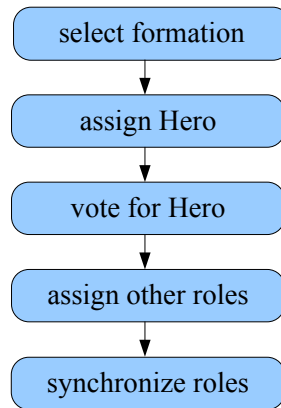 select formation
assign Hero
vote for Hero
assign other roles
synchronize roles